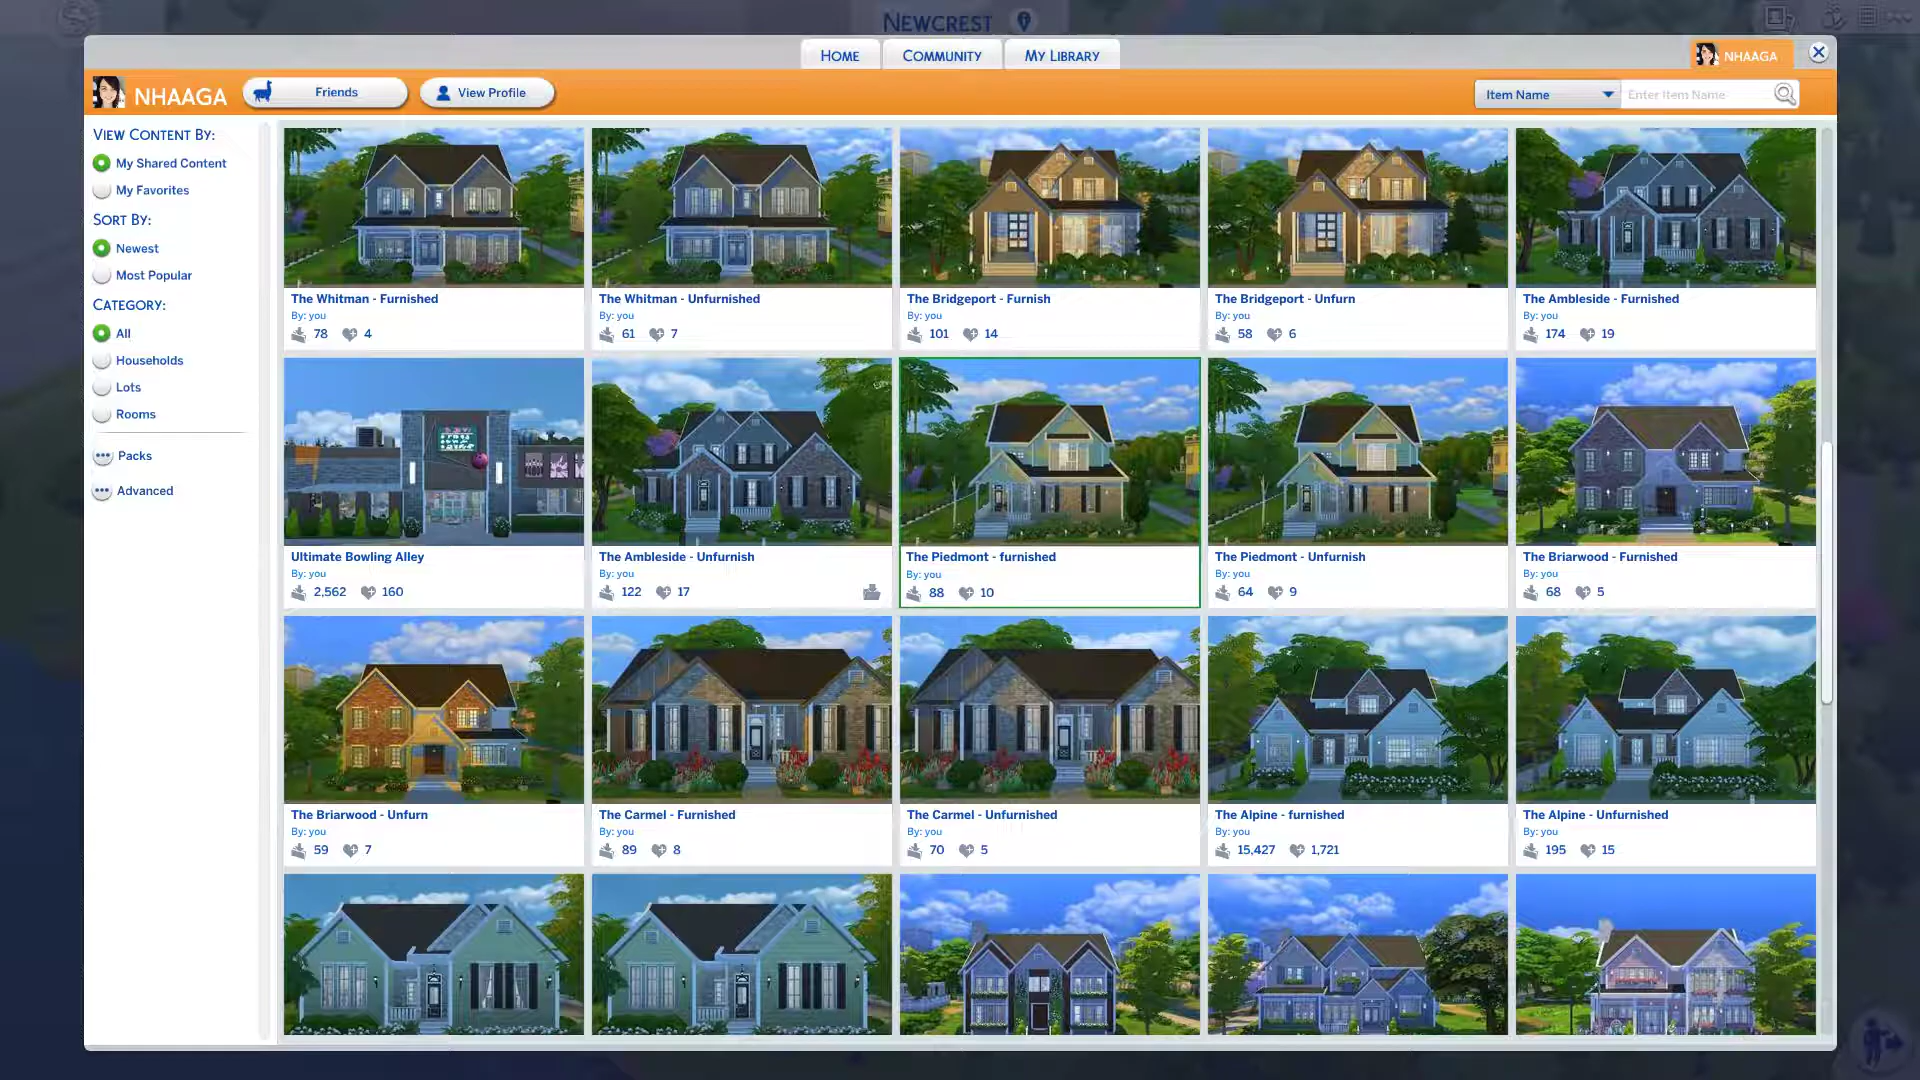 NEWCREST
HOME
COMMUNITY
MY LIBRARY
NHAAGA
NHAAGA
Friends
View Profile
Item Name
Enter Item Name
VIEW CONTENT BY:
My Shared Content
My Favorites
SORT BY:
Newest
Most Popular
CATEGORY:
All
Households
Lots
Rooms
Packs
Advanced
The Whitman - Furnished
By: you
78 4
The Whitman - Unfurnished
By: you
61 7
The Bridgeport - Furnish
By: you
101 14
The Bridgeport - Unfurn
By: you
58 6
The Ambleside - Furnished
By: you
174 19
Ultimate Bowling Alley
By: you
2,562 160
The Ambleside - Unfurnish
By: you
122 17
The Piedmont - furnished
By: you
88 10
The Piedmont - Unfurnish
By: you
64 9
The Briarwood - Furnished
By: you
68 5
The Briarwood - Unfurn
By: you
59 7
The Carmel - Furnished
By: you
89 8
The Carmel - Unfurnished
By: you
70 5
The Alpine - furnished
By: you
15,427 1,721
The Alpine - Unfurnished
By: you
195 15